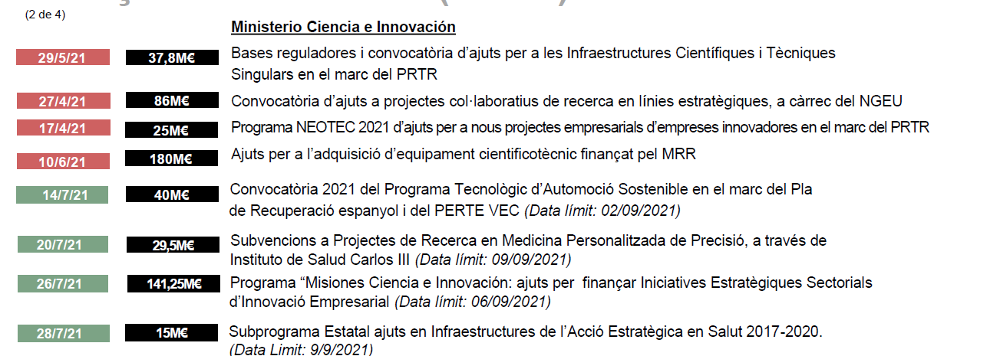 (2 de 4)
Ministerio Ciencia e Innovación
29/5/21 37,8M€ Bases reguladores i convocatòria d’ajuts per a les Infraestructures Científiques i Tècniques
Singulars en el marc del PRTR
27/4/21 86M€ Convocatòria d’ajuts a projectes col·laboratius de recerca en línies estratègiques, a càrrec del NGEU
17/4/21 25M€ Programa NEOTEC 2021 d’ajuts per a nous projectes empresarials d’empreses innovadores en el marc del PRTR
10/6/21 180M€ Ajuts per a l’adquisició d’equipament cientificotècnic finançat pel MRR
14/7/21 40M€ Convocatòria 2021 del Programa Tecnològic d’Automoció Sostenible en el marc del Pla
de Recuperació espanyol i del PERTE VEC (Data límit: 02/09/2021)
20/7/21 29,5M€ Subvencions a Projectes de Recerca en Medicina Personalitzada de Precisió, a través de
Instituto de Salud Carlos III (Data límit: 09/09/2021)
26/7/21 141,25M€ Programa “Misiones Ciencia e Innovación: ajuts per finançar Iniciatives Estratègiques Sectorials
d’Innovació Empresarial (Data límit: 06/09/2021)
28/7/21 15M€ Subprograma Estatal ajuts en Infraestructures de l’Acció Estratègica en Salut 2017-2020.
(Data Limit: 9/9/2021)